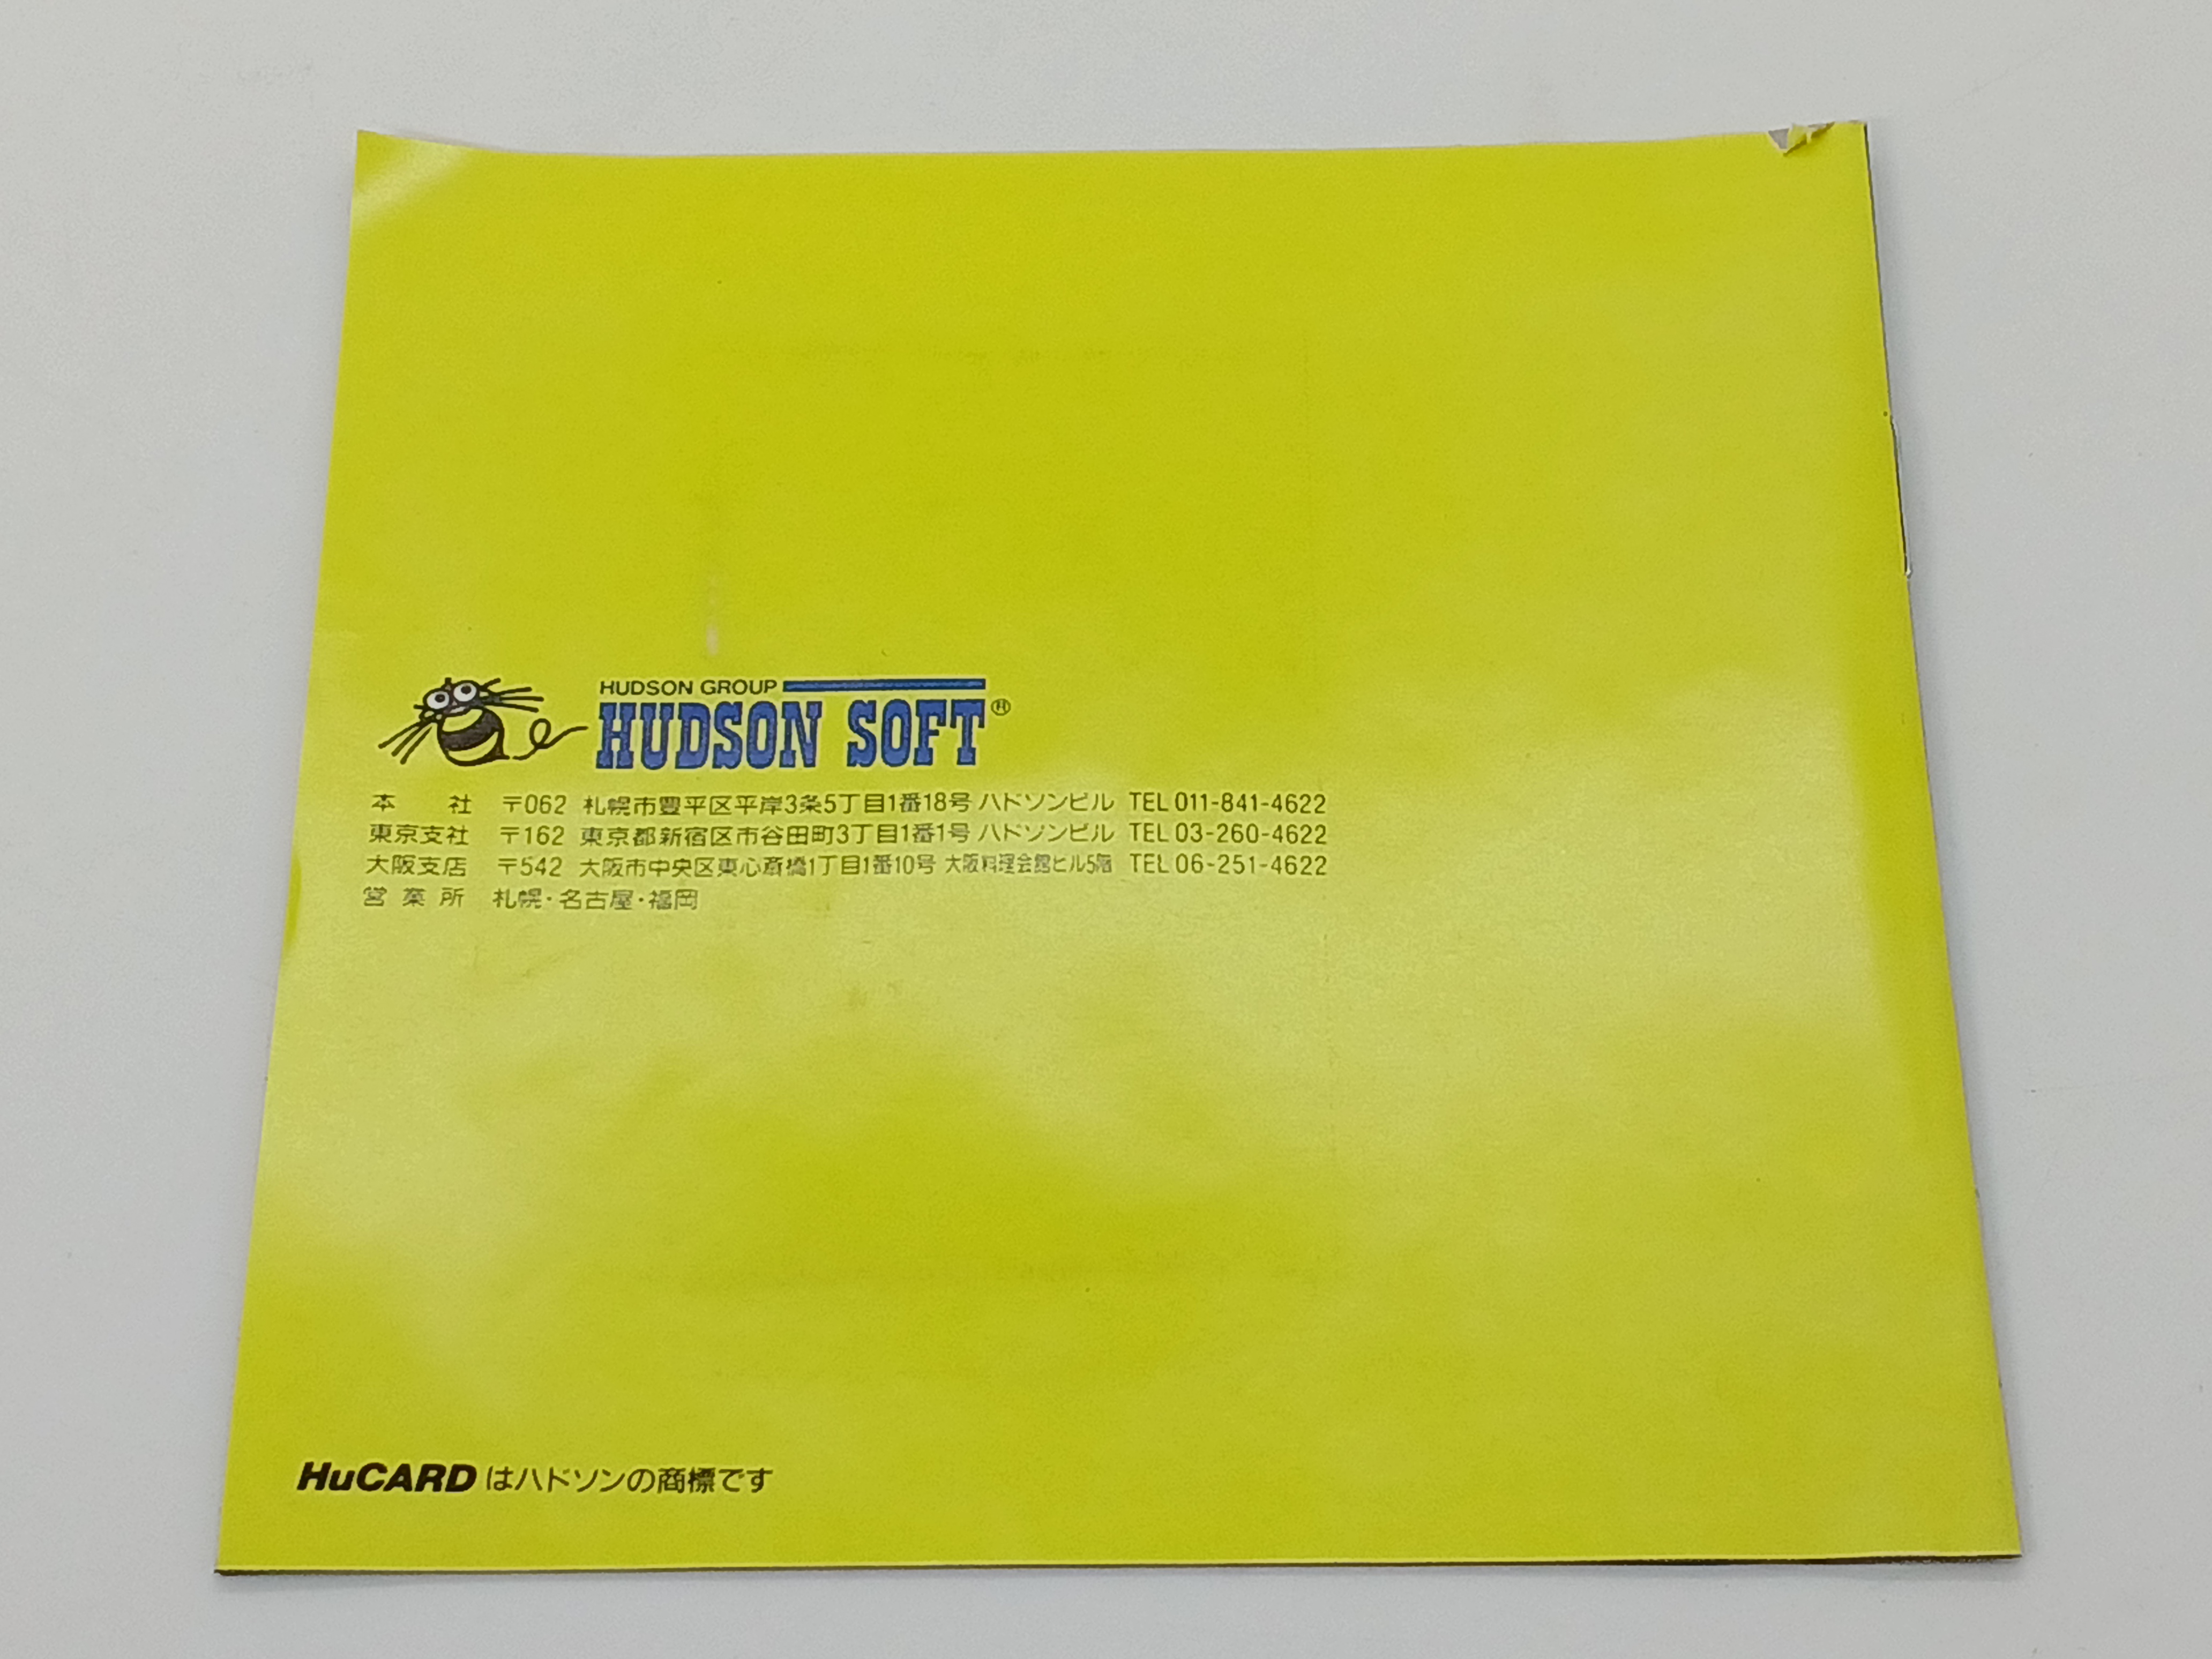 HUDSON GROUP
HUDSON SOFT®
本社 〒062 札幌市豊平区平岸3条5丁目1番18号 ハドソンビル TEL 011-841-4622
東京支社 〒162 東京都新宿区市谷田町3丁目1番1号 ハドソンビル TEL 03-260-4622
大阪支店 〒542 大阪市中央区東心斎橋1丁目1番10号 大阪料理会館ビル5階 TEL 06-251-4622
営業所 札幌・名古屋・福岡
HuCARD はハドソンの商標です